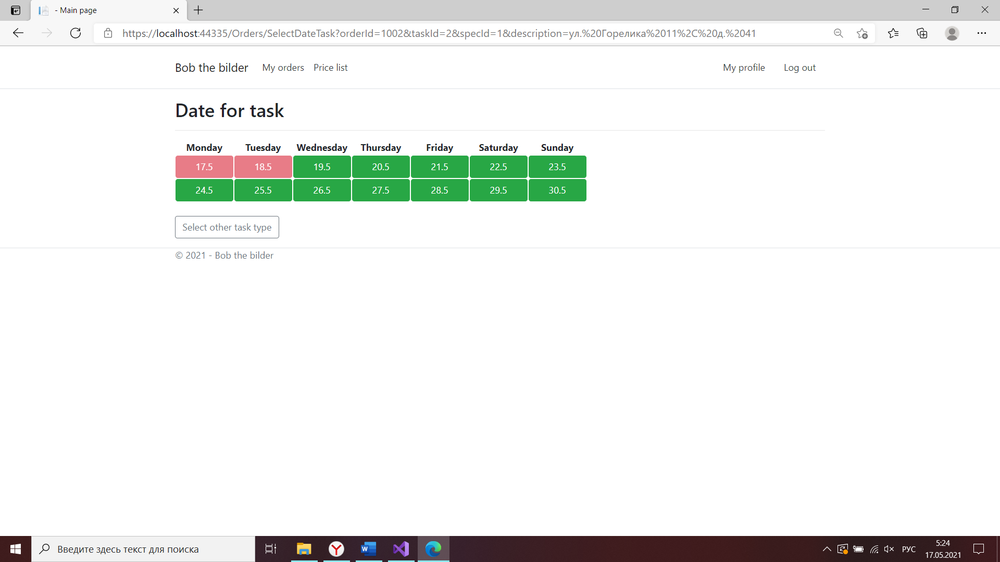 - Main page
https://localhost:44335/Orders/SelectDateTask?orderId=1002&taskId=2&specId=1&description=ул.%20Горелика%2011%2C%20д.%2041
Bob the bilder My orders Price list My profile Log out
Date for task
Monday Tuesday Wednesday Thursday Friday Saturday Sunday
17.5 18.5 19.5 20.5 21.5 22.5 23.5
24.5 25.5 26.5 27.5 28.5 29.5 30.5
Select other task type
© 2021 - Bob the bilder
Введите здесь текст для поиска
РУС
5:24
17.05.2021